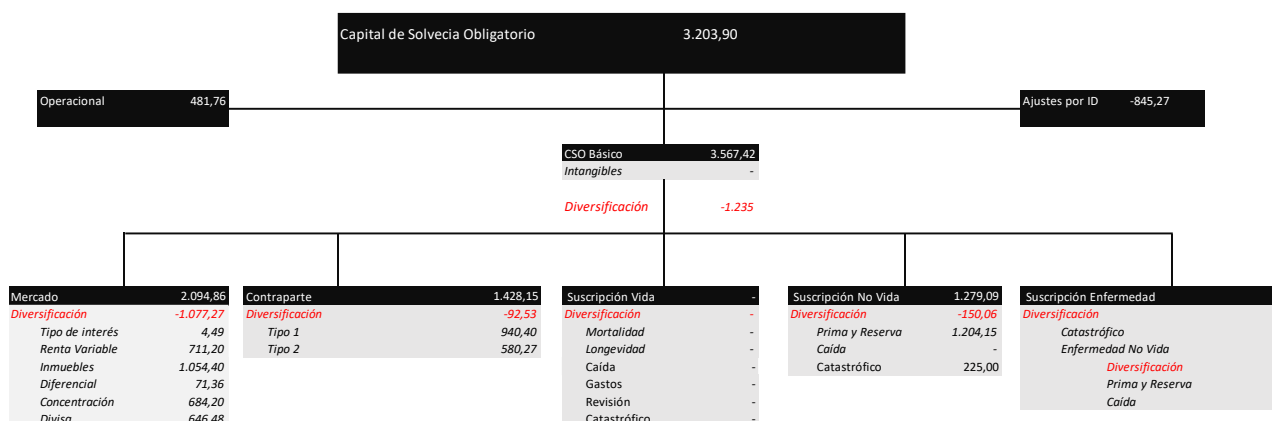 Capital de Solvecia Obligatorio 3.203,90
Operacional 481,76
Ajustes por ID -845,27
CSO Básico 3.567,42
Intangibles -
Diversificación -1.235
Mercado 2.094,86
Diversificación -1.077,27
Tipo de interés 4,49
Renta Variable 711,20
Inmuebles 1.054,40
Diferencial 71,36
Concentración 684,20
Divisa 646,48
Contraparte 1.428,15
Diversificación -92,53
Tipo 1 940,40
Tipo 2 580,27
Suscripción Vida -
Diversificación -
Mortalidad -
Longevidad -
Caída -
Gastos -
Revisión -
Catastrófico -
Suscripción No Vida 1.279,09
Diversificación -150,06
Prima y Reserva 1.204,15
Caída -
Catastrófico 225,00
Suscripción Enfermedad
Diversificación
Catastrófico
Enfermedad No Vida
Diversificación
Prima y Reserva
Caída